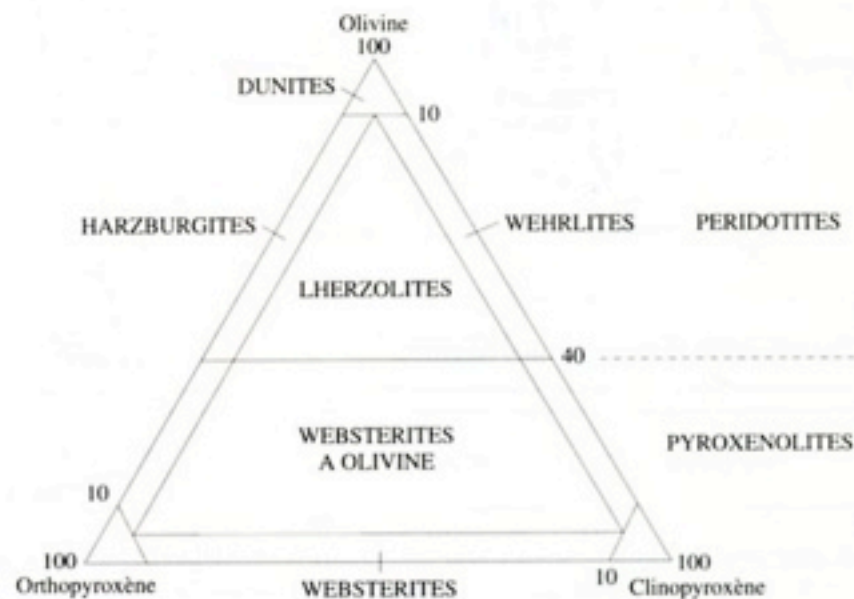 Olivine
100
DUNITES
10
HARZBURGITES
WEHRLITES
PERIDOTITES
LHERZOLITES
40
WEBSTERITES
A OLIVINE
PYROXENOLITES
10
100
100
Orthopyroxène
WEBSTERITES
10
Clinopyroxène